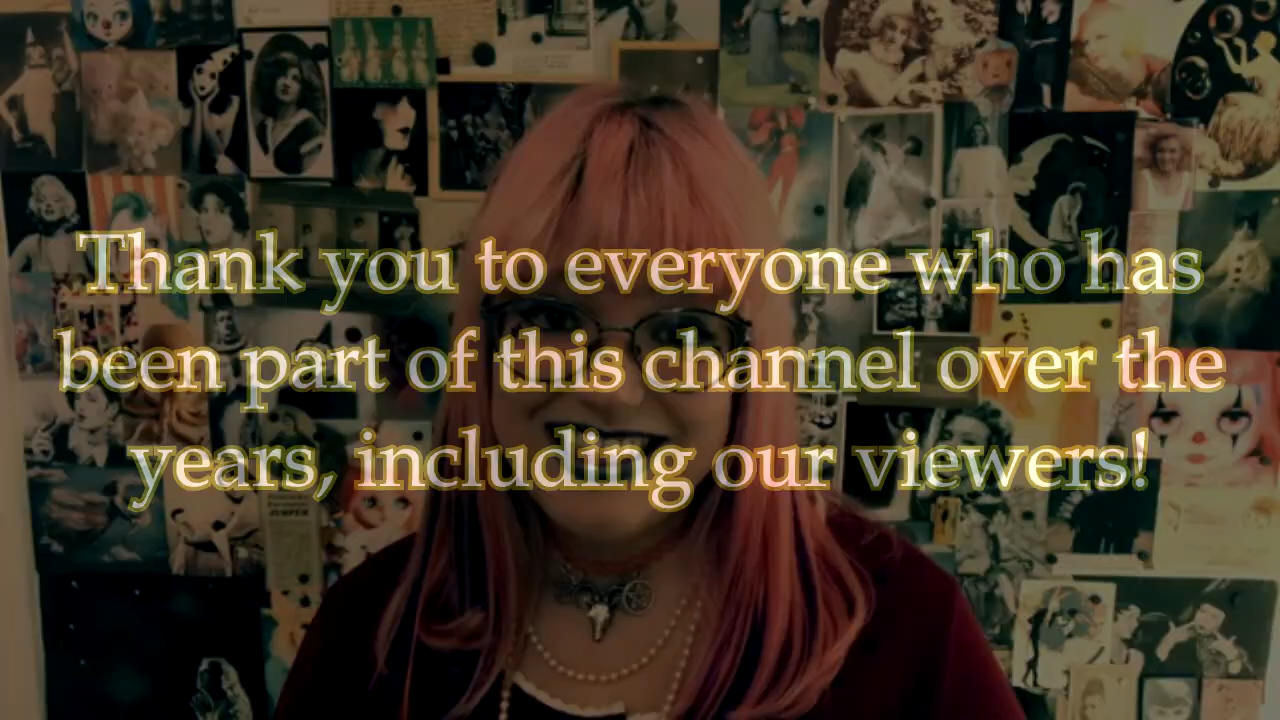 Thank you to everyone who has
been part of this channel over the
years, including our viewers!